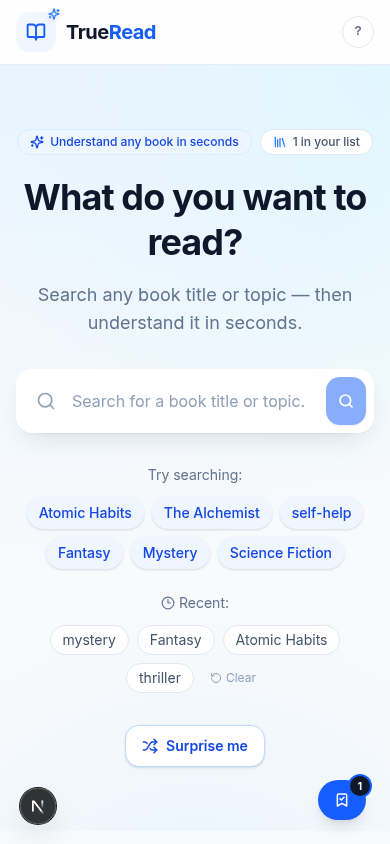 TrueRead
?
Understand any book in seconds
1 in your list
What do you want to
read?
Search any book title or topic — then
understand it in seconds.
Search for a book title or topic.
Try searching:
Atomic Habits
The Alchemist
self-help
Fantasy
Mystery
Science Fiction
Recent:
mystery
Fantasy
Atomic Habits
thriller
Clear
Surprise me
N
1